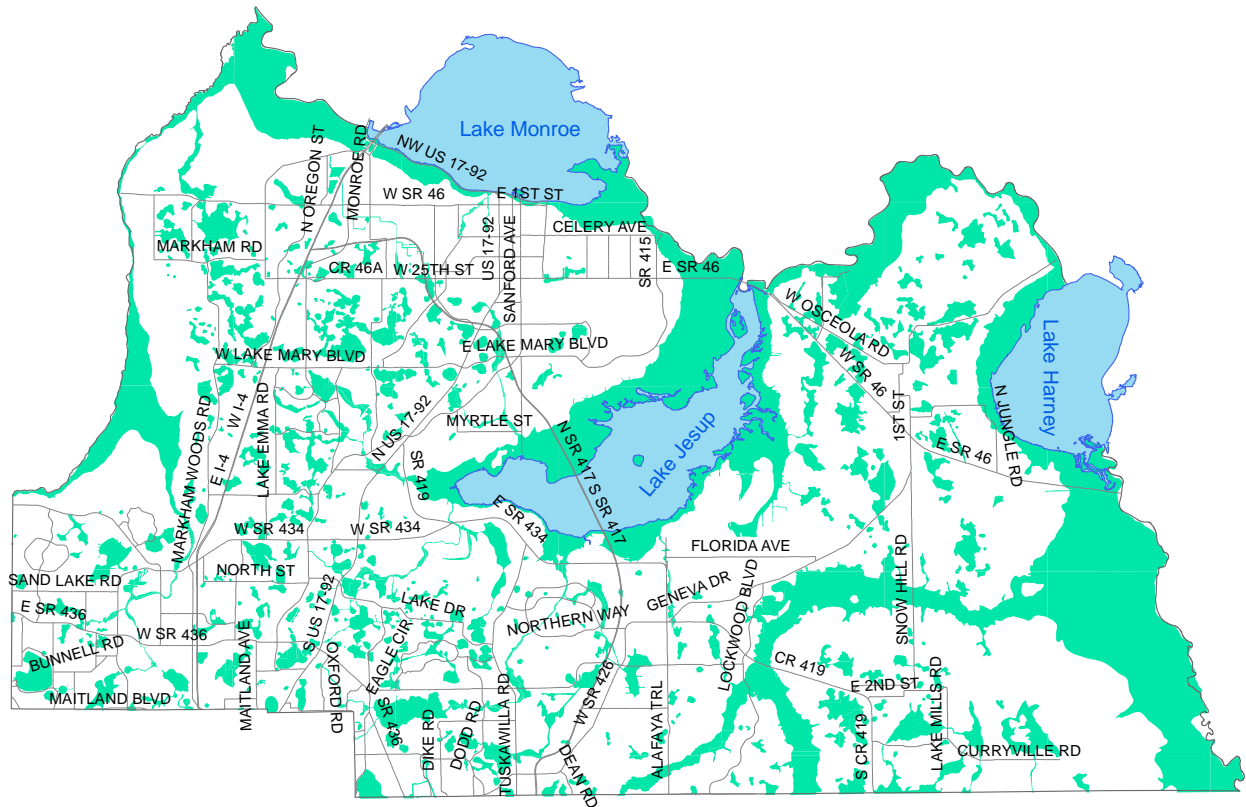 Lake Monroe
NW US 17-92
N OREGON ST
MONROE RD
W SR 46
E 1ST ST
CELERY AVE
MARKHAM RD
US 17-92
SANFORD AVE
SR 415
CR 46A
W 25TH ST
E SR 46
W OSCEOLA RD
W LAKE MARY BLVD
E LAKE MARY BLVD
W SR 46
Lake Harney
MARKHAM WOODS RD
E I-4
W I-4
LAKE EMMA RD
N US 17-92
MYRTLE ST
1ST ST
N JUNGLE RD
SR 419
N SR 417
S SR 417
Lake Jesup
E SR 46
E SR 434
W SR 434
W SR 434
FLORIDA AVE
SAND LAKE RD
NORTH ST
SNOW HILL RD
E SR 436
S US 17-92
LAKE DR
NORTHERN WAY
GENEVA DR
LOCKWOOD BLVD
W SR 436
BUNNELL RD
MAITLAND AVE
OXFORD RD
EAGLE CIR
CR 419
E 2ND ST
MAITLAND BLVD
SR 436
DIKE RD
DODD RD
TUSKAWILLA RD
W SR 426
DEAN RD
ALAFAYA TRL
S CR 419
LAKE MILLS RD
CURRYVILLE RD